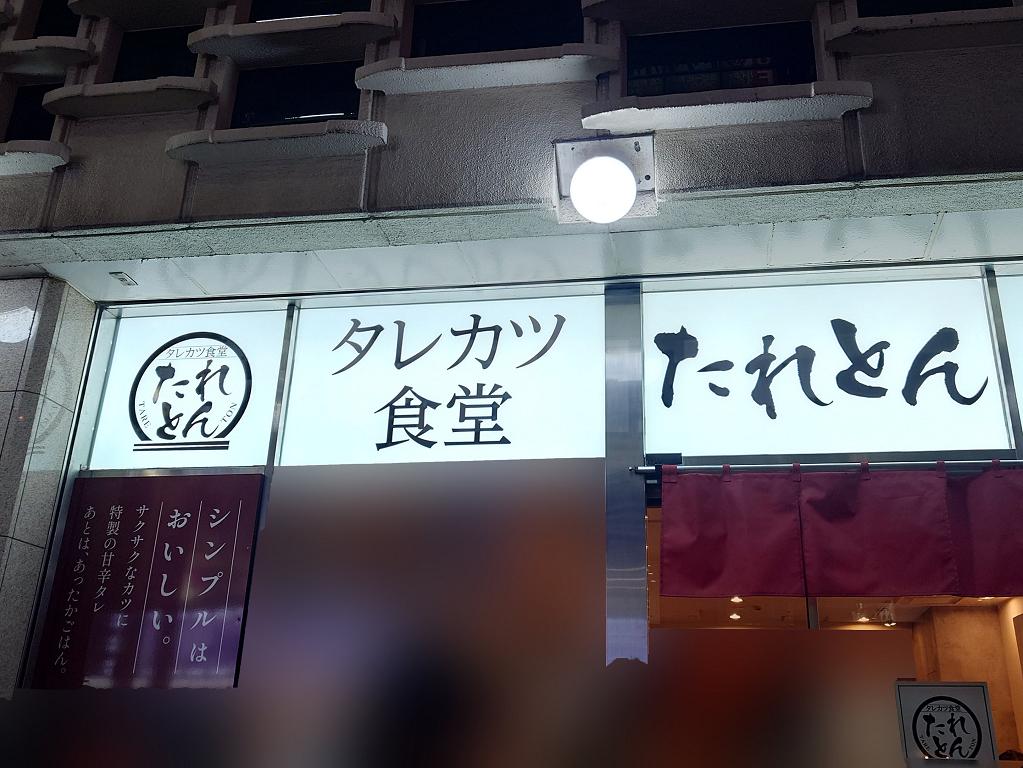 タレカツ食堂
たれ
とん
TARE TON
タレカツ
食堂
たれとん
シンプルは
おいしい。
サクサクなカツに
特製の甘辛タレ
あとは、あったかごはん。
タレカツ食堂
たれ
とん
TARE TON